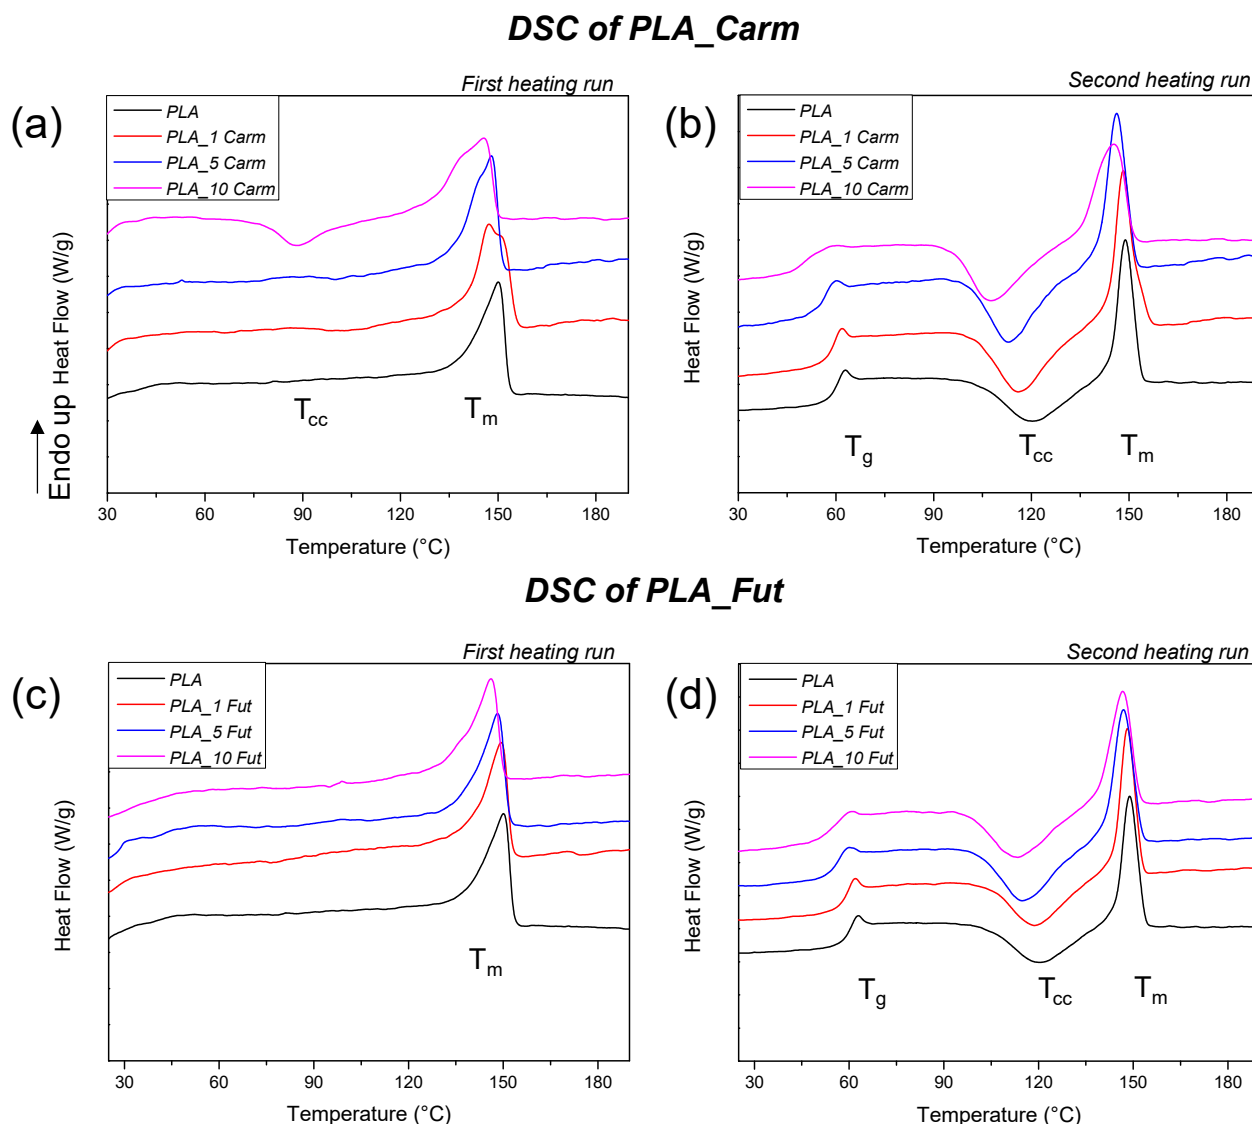 DSC of PLA_Carm
First heating run
(a)
PLA
PLA_1 Carm
PLA_5 Carm
PLA_10 Carm
Endo up Heat Flow (W/g)
Tcc
Tm
30 60 90 120 150 180
Temperature (°C)
Second heating run
(b)
PLA
PLA_1 Carm
PLA_5 Carm
PLA_10 Carm
Heat Flow (W/g)
Tg
Tcc
Tm
30 60 90 120 150 180
Temperature (°C)
DSC of PLA_Fut
First heating run
(c)
PLA
PLA_1 Fut
PLA_5 Fut
PLA_10 Fut
Heat Flow (W/g)
Tm
30 60 90 120 150 180
Temperature (°C)
Second heating run
(d)
PLA
PLA_1 Fut
PLA_5 Fut
PLA_10 Fut
Heat Flow (W/g)
Tg
Tcc
Tm
30 60 90 120 150 180
Temperature (°C)